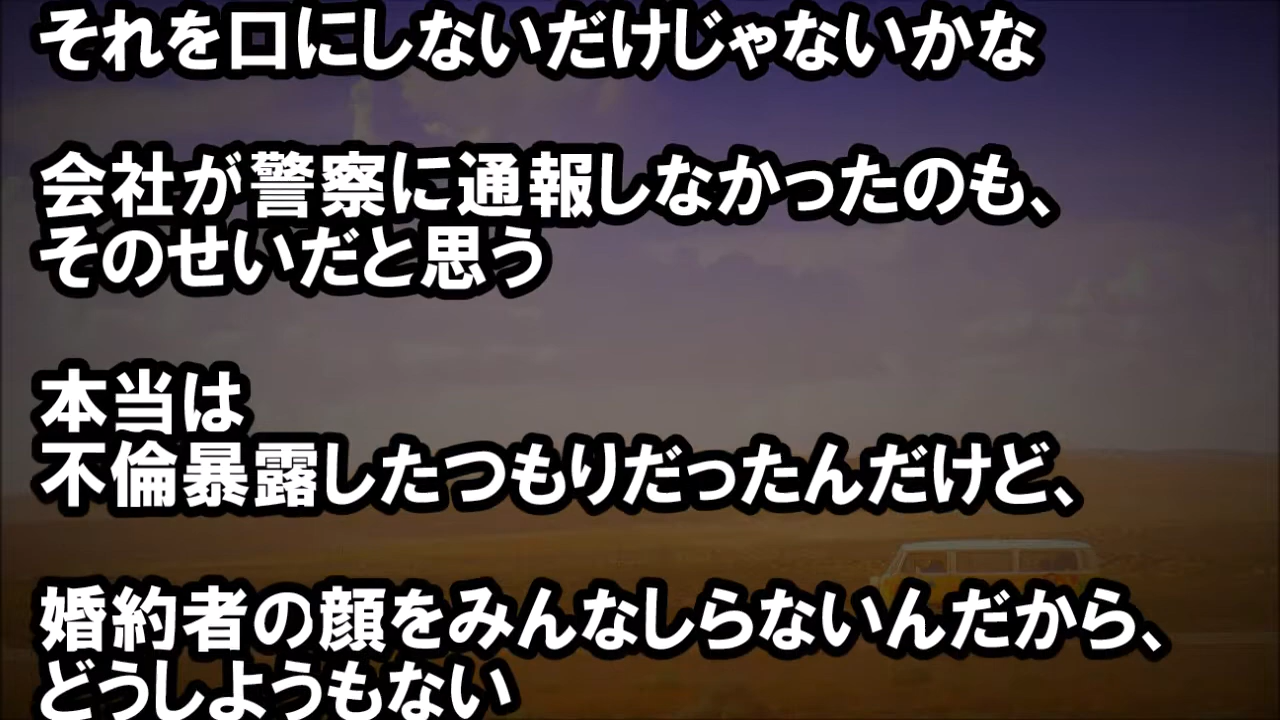 それを口にしないだけじゃないかな
会社が警察に通報しなかったのも、
そのせいだと思う
本当は
不倫暴露したつもりだったんだけど、
婚約者の顔をみんなしらないんだから、
どうしようもない